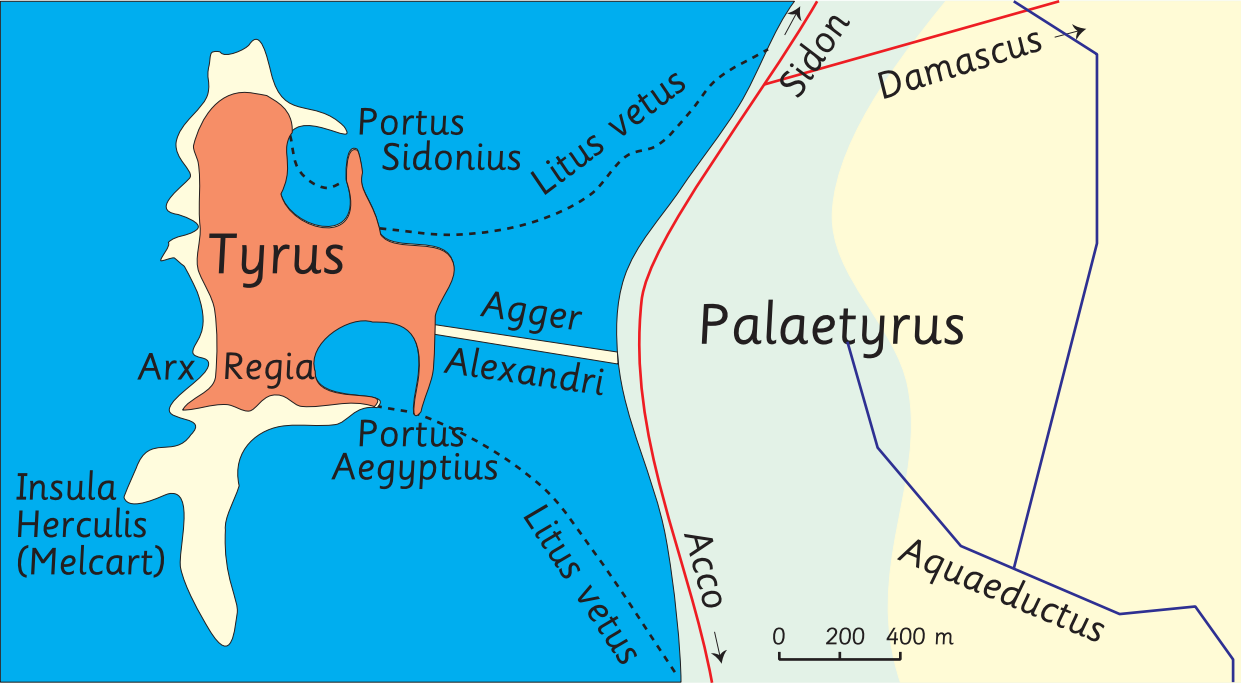 Sidon
Damascus
Litus vetus
Portus
Sidonius
Tyrus
Agger
Alexandri
Palaetyrus
Arx Regia
Portus
Aegyptius
Insula
Herculis
(Melcart)
Litus vetus
Acco
Aquaeductus
0 200 400 m